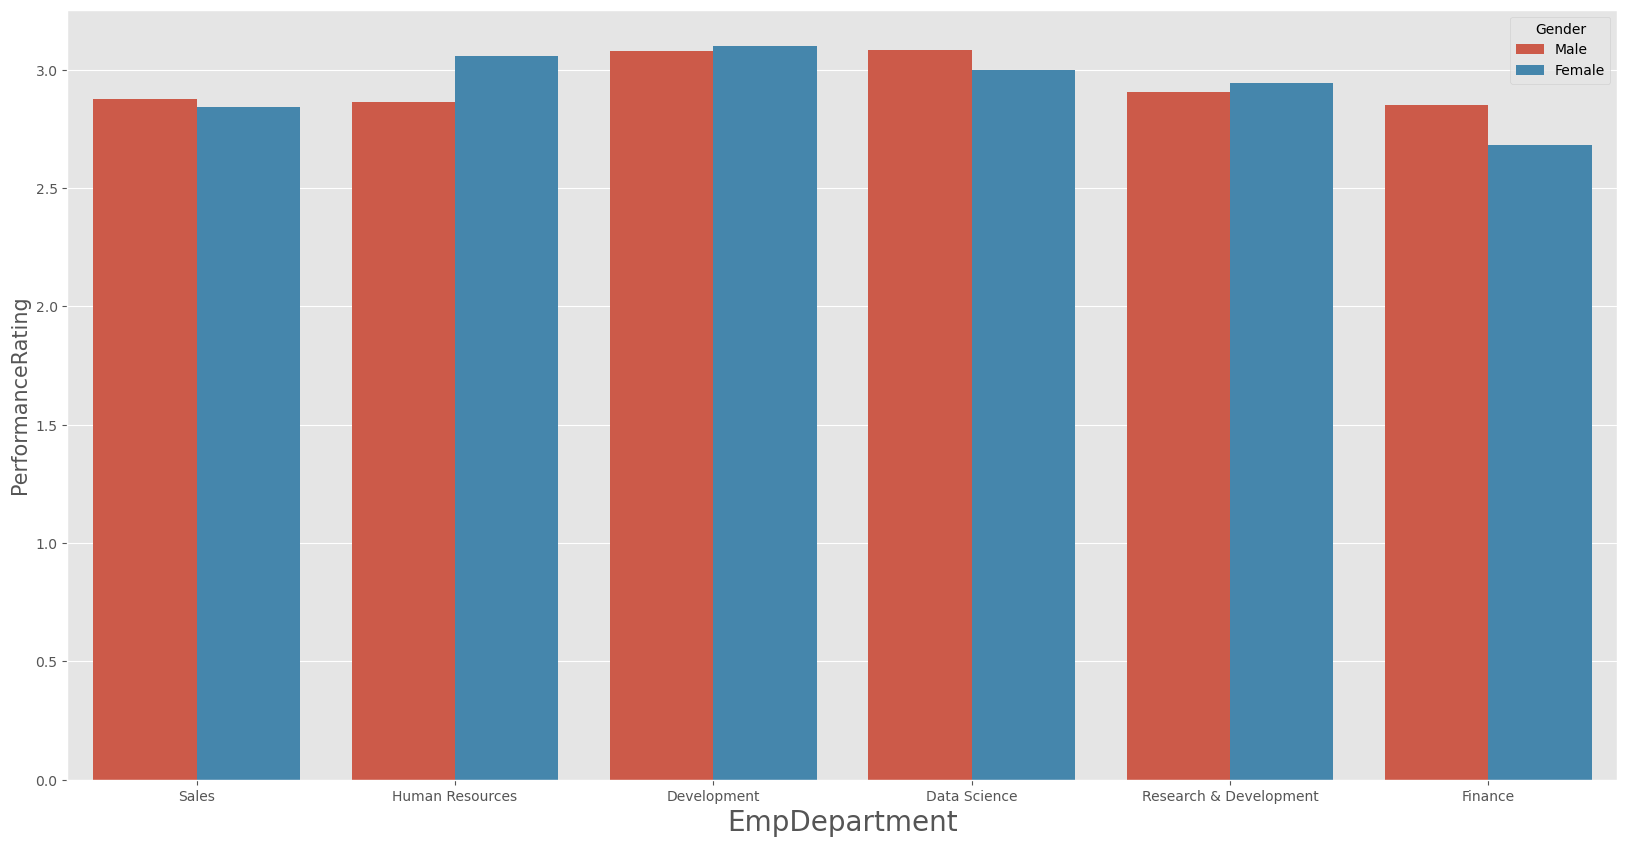 Gender
Male
Female
PerformanceRating
3.0
2.5
2.0
1.5
1.0
0.5
0.0
Sales
Human Resources
Development
Data Science
Research & Development
Finance
EmpDepartment